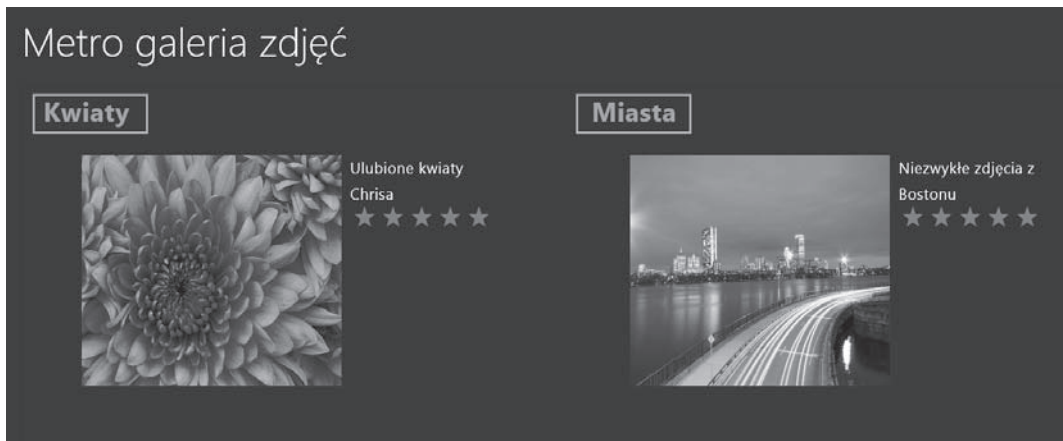 Metro galeria zdjęć
Kwiaty
Ulubione kwiaty
Chrisa
Miasta
Niezwykłe zdjęcia z
Bostonu